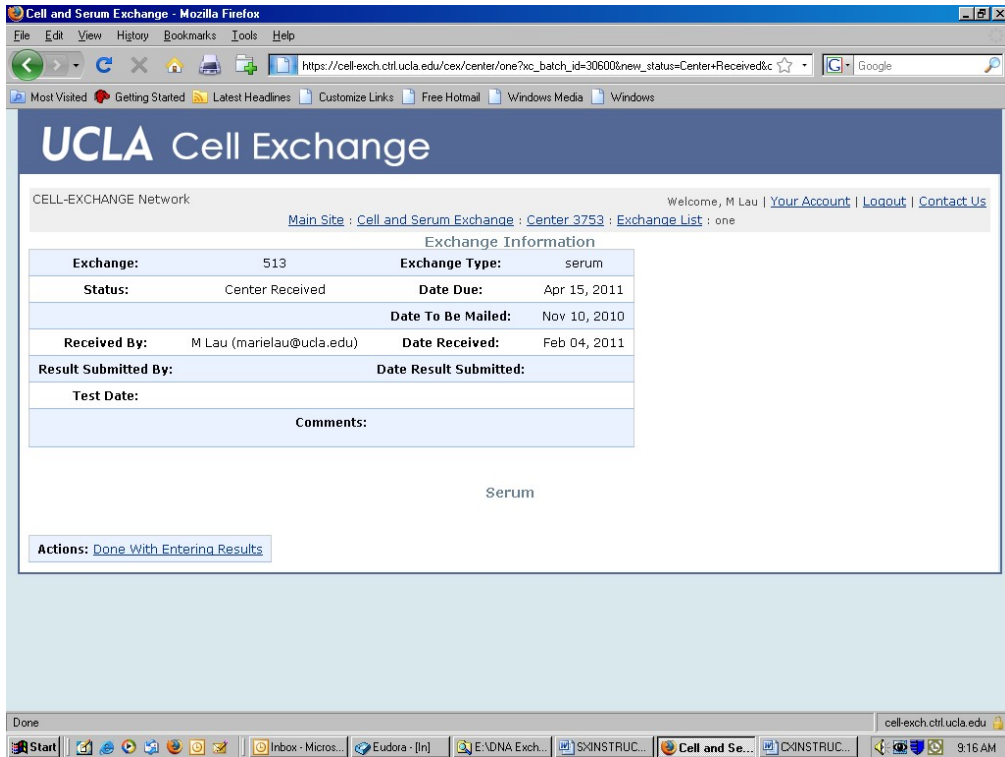 Cell and Serum Exchange - Mozilla Firefox
File Edit View History Bookmarks Tools Help
https://cell-exch.ctrl.ucla.edu/cex/center/one?xc_batch_id=30600&new_status=Center+Received&c
G Google
Most Visited Getting Started Latest Headlines Customize Links Free Hotmail Windows Media Windows
UCLA Cell Exchange
CELL-EXCHANGE Network
Welcome, M Lau | Your Account | Logout | Contact Us
Main Site : Cell and Serum Exchange : Center 3753 : Exchange List : one
Exchange Information
Exchange: 513 Exchange Type: serum
Status: Center Received Date Due: Apr 15, 2011
Date To Be Mailed: Nov 10, 2010
Received By: M Lau (marielau@ucla.edu) Date Received: Feb 04, 2011
Result Submitted By: Date Result Submitted:
Test Date:
Comments:
Serum
Actions: Done With Entering Results
Done cell-exch.ctrl.ucla.edu
Start Inbox - Micros... Eudora - [In] E:\DNA Exch... SXINSTRUC... Cell and Se... CXINSTRUC... 9:16 AM